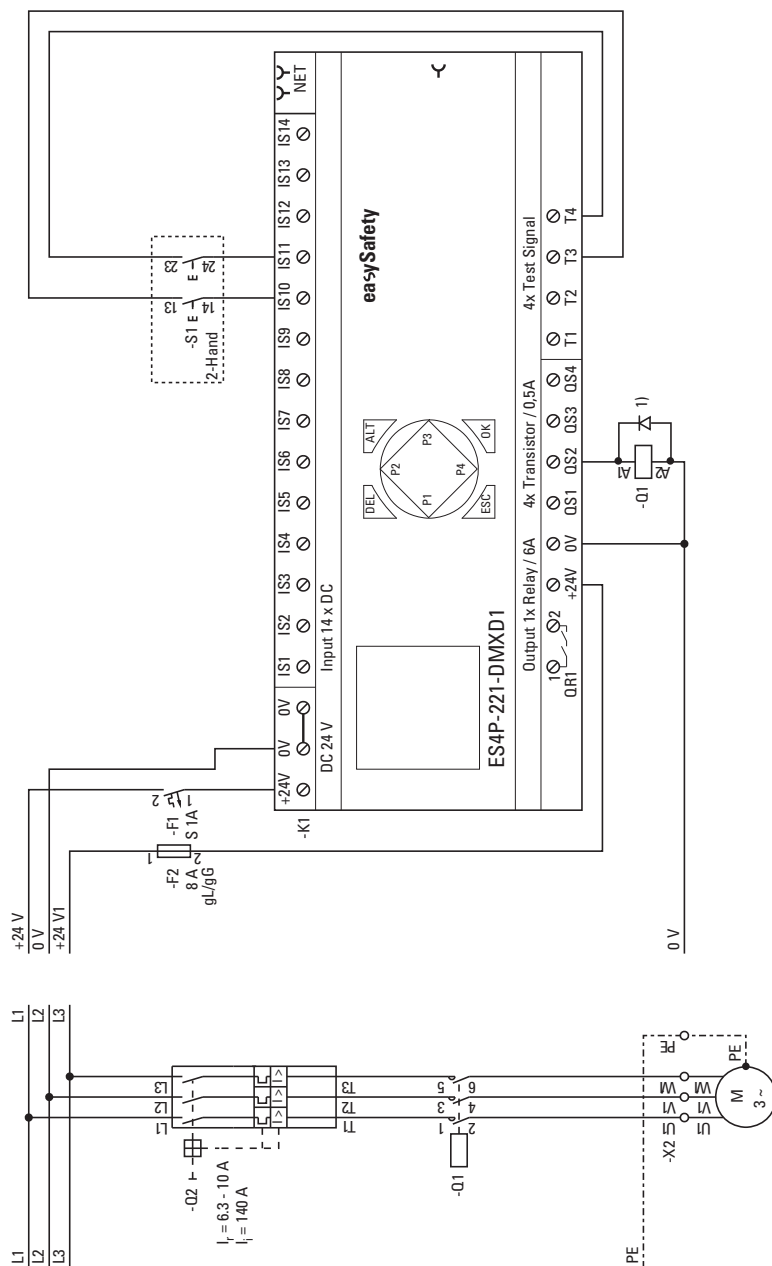 L1
L2
L3
L1
L2
L3
-Q2
L1
L2
L3
I> I> I>
Ir = 6.3 - 10 A
Ii = 140 A
T1
T2
T3
-Q1
1
3
5
2
4
6
-X2
U1
V1
W1
PE
U1
V1
W1
PE
M
3 ~
PE
+24 V
0 V
+24 V1
-F2
8 A
gL/gG
1
2
-F1
S 1A
2
1
-S1
2-Hand
13
14
23
24
-K1
+24V
0V
0V
IS1
IS2
IS3
IS4
IS5
IS6
IS7
IS8
IS9
IS10
IS11
IS12
IS13
IS14
NET
DC 24 V
Input 14 x DC
easySafety
DEL
ALT
P2
P1
P3
P4
ESC
OK
ES4P-221-DMXD1
Output 1x Relay / 6A
4x Transistor / 0,5A
4x Test Signal
1
2
QR1
+24V
0V
QS1
QS2
QS3
QS4
T1
T2
T3
T4
-Q1
A1
A2
1)
0 V